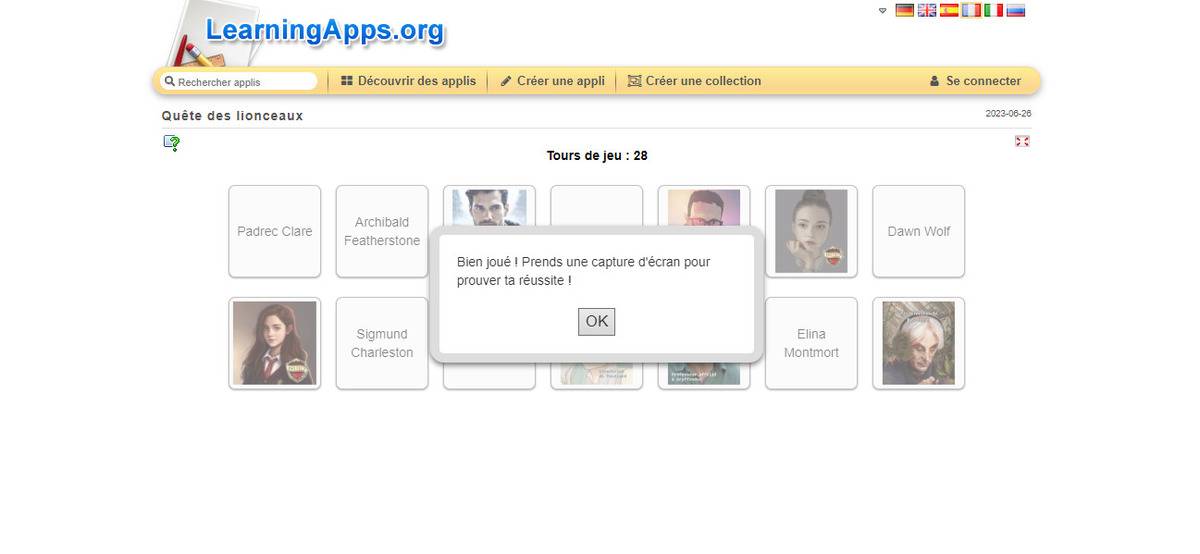 LearningApps.org
Rechercher applis
Découvrir des applis
Créer une appli
Créer une collection
Se connecter
Quête des lionceaux
2023-06-26
Tours de jeu : 28
Padrec Clare
Archibald
Featherstone
Dawn Wolf
Bien joué ! Prends une capture d'écran pour
prouver ta réussite !
OK
Sigmund
Charleston
Elina
Montmort